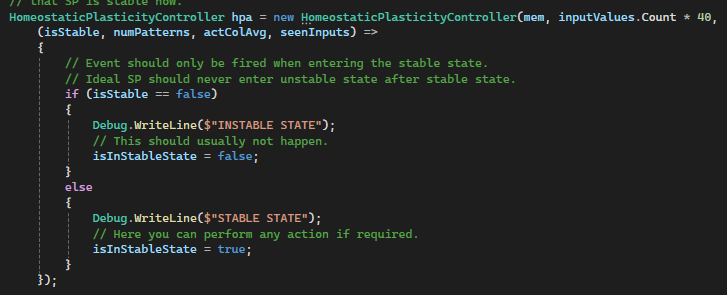 // that SP is stable now.
HomeostaticPlasticityController hpa = new HomeostaticPlasticityController(mem, inputValues.Count * 40,
(isStable, numPatterns, actColAvg, seenInputs) =>
{
// Event should only be fired when entering the stable state.
// Ideal SP should never enter unstable state after stable state.
if (isStable == false)
{
Debug.WriteLine($"INSTABLE STATE");
// This should usually not happen.
isInStableState = false;
}
else
{
Debug.WriteLine($"STABLE STATE");
// Here you can perform any action if required.
isInStableState = true;
}
});